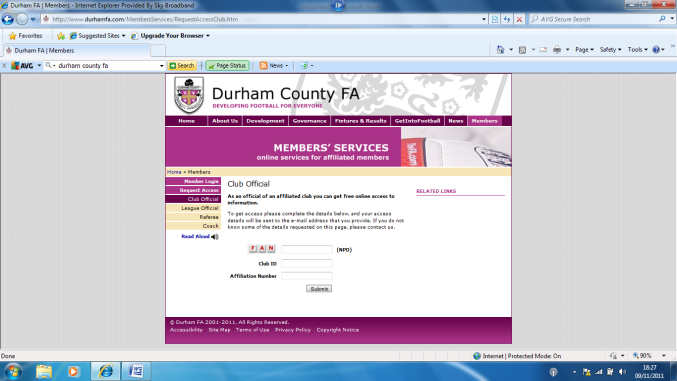 Durham FA | Members - Internet Explorer Provided By Sky Broadband
http://www.durhamfa.com/MembersServices/RequestAccessClub.htm
AVG Secure Search
Favorites Suggested Sites Upgrade Your Browser
Durham FA | Members
Page Safety Tools
AVG durham county fa Search Page Status News
Durham County FA
DEVELOPING FOOTBALL FOR EVERYONE
Home About Us Development Governance Fixtures & Results GetIntoFootball News Members
MEMBERS' SERVICES
online services for affiliated members
Home » Members
Member Login
Request Access
Club Official
League Official
Referee
Coach
Read Aloud
Club Official
As an official of an affiliated club you can get free online access to
information.
To get access please complete the details below, and your access
details will be sent to the e-mail address that you provide. If you do not
know some of the details requested on this page, please contact us.
FAN (NPD)
Club ID
Affiliation Number
Submit
RELATED LINKS
© Durham FA 2001-2011, All Rights Reserved.
Accessibility Site Map Terms of Use Privacy Policy Copyright Notice
Done
Internet | Protected Mode: On
90%
18:27
09/11/2011